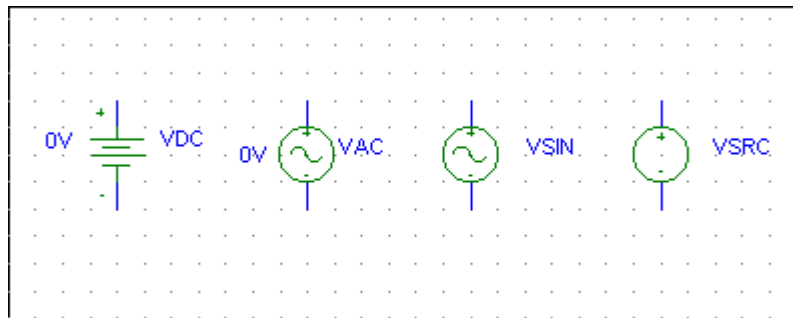 0V VDC
0V VAC
VSIN
VSRC
+
-
+
-
+
-
+
-